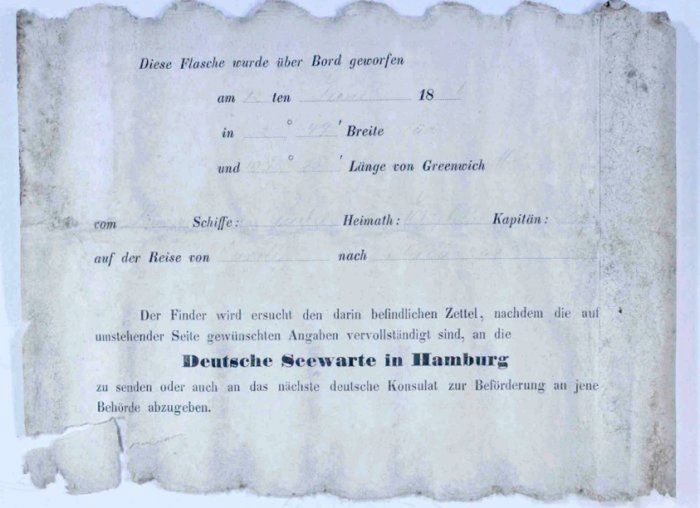 Diese Flasche wurde über Bord geworfen
am ten 18
in ° 49' Breite
und ° ' Länge von Greenwich
vom Schiffe: Heimath: Kapitän:
auf der Reise von nach
Der Finder wird ersucht den darin befindlichen Zettel, nachdem die auf
umstehender Seite gewünschten Angaben vervollständigt sind, an die
Deutsche Seewarte in Hamburg
zu senden oder auch an das nächste deutsche Konsulat zur Beförderung an jene
Behörde abzugeben.